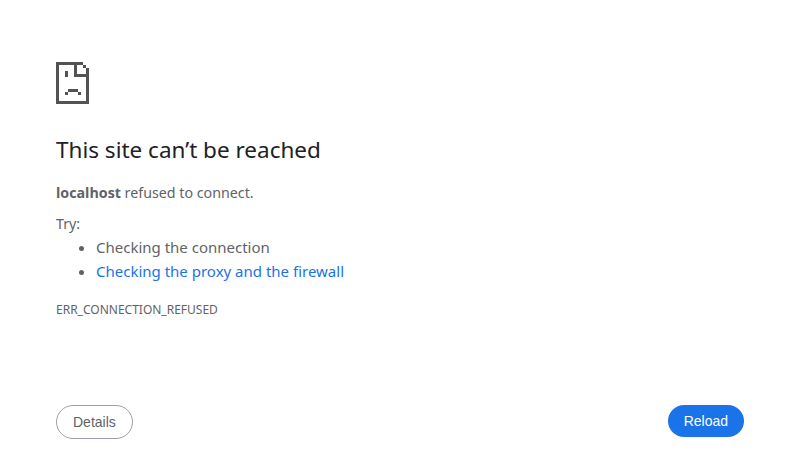 This site can’t be reached
localhost refused to connect.
Try:
Checking the connection
Checking the proxy and the firewall
ERR_CONNECTION_REFUSED
Details
Reload